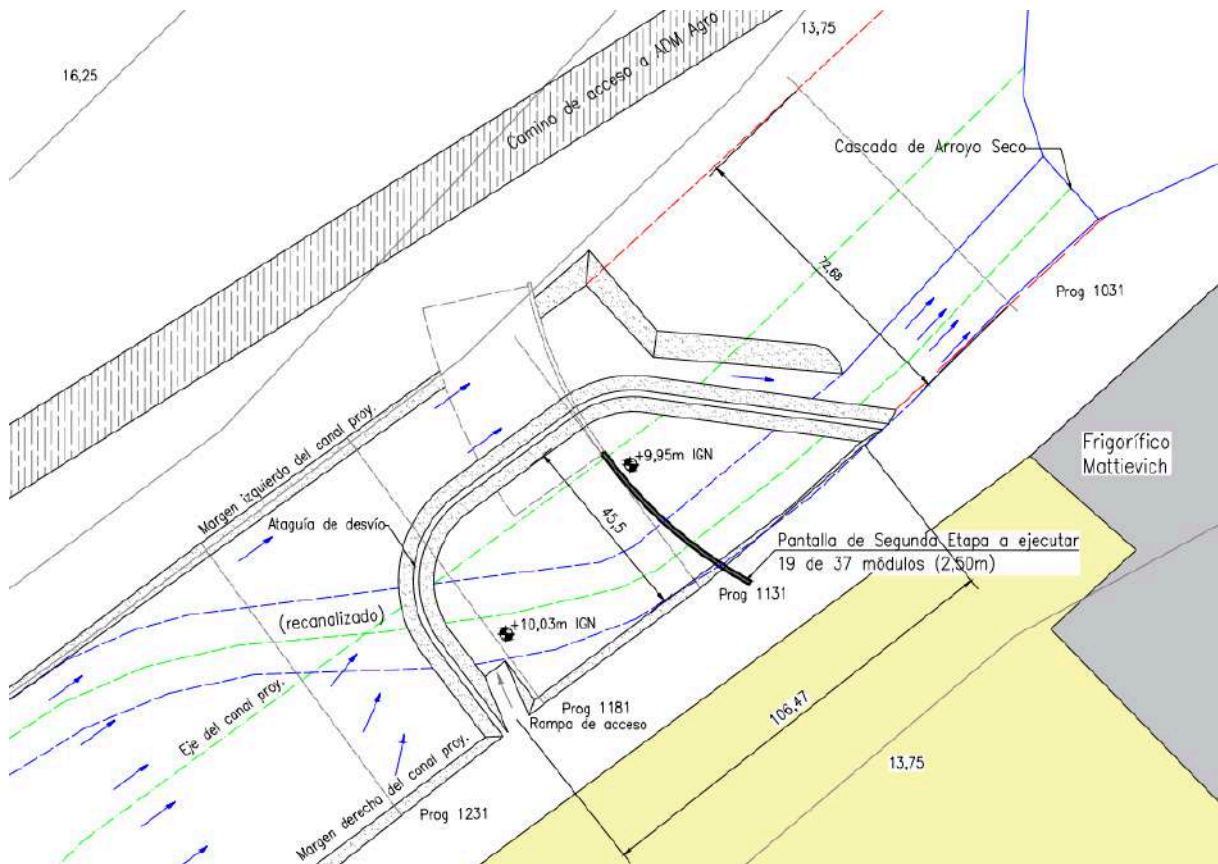 16,25
Camino de acceso a ADM Agro
13,75
Cascada de Arroyo Seco
72,68
Prog 1031
Margen izquierda del canal proy.
+9,95m IGN
Frigorífico
Mattievich
Ataguía de desvío
45,5
Pantalla de Segunda Etapa a ejecutar
19 de 37 módulos (2,50m)
Prog 1131
(recanalizado)
+10,03m IGN
Eje del canal proy.
Prog 1181
Rampa de acceso
106,47
Margen derecha del canal proy.
13,75
Prog 1231